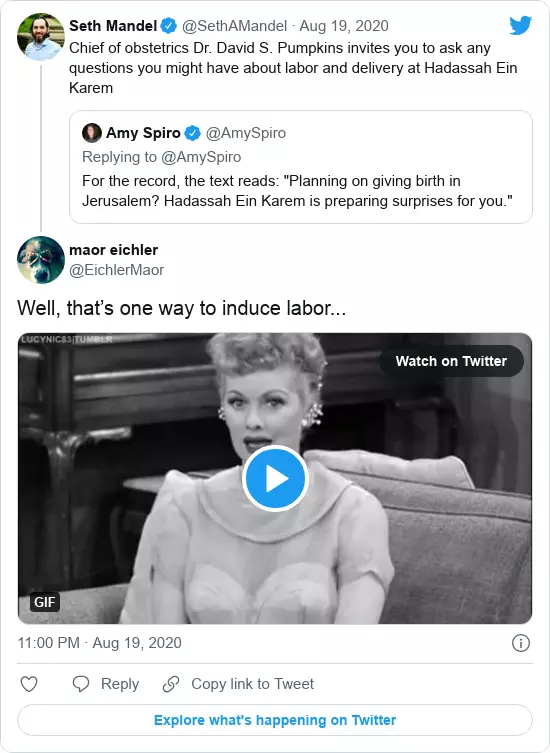 Seth Mandel @SethAMandel · Aug 19, 2020
Chief of obstetrics Dr. David S. Pumpkins invites you to ask any
questions you might have about labor and delivery at Hadassah Ein
Karem
Amy Spiro @AmySpiro
Replying to @AmySpiro
For the record, the text reads: "Planning on giving birth in
Jerusalem? Hadassah Ein Karem is preparing surprises for you."
maor eichler
@EichlerMaor
Well, that’s one way to induce labor...
LUCYNIC83|TUMBLR
Watch on Twitter
GIF
11:00 PM · Aug 19, 2020
Reply
Copy link to Tweet
Explore what's happening on Twitter